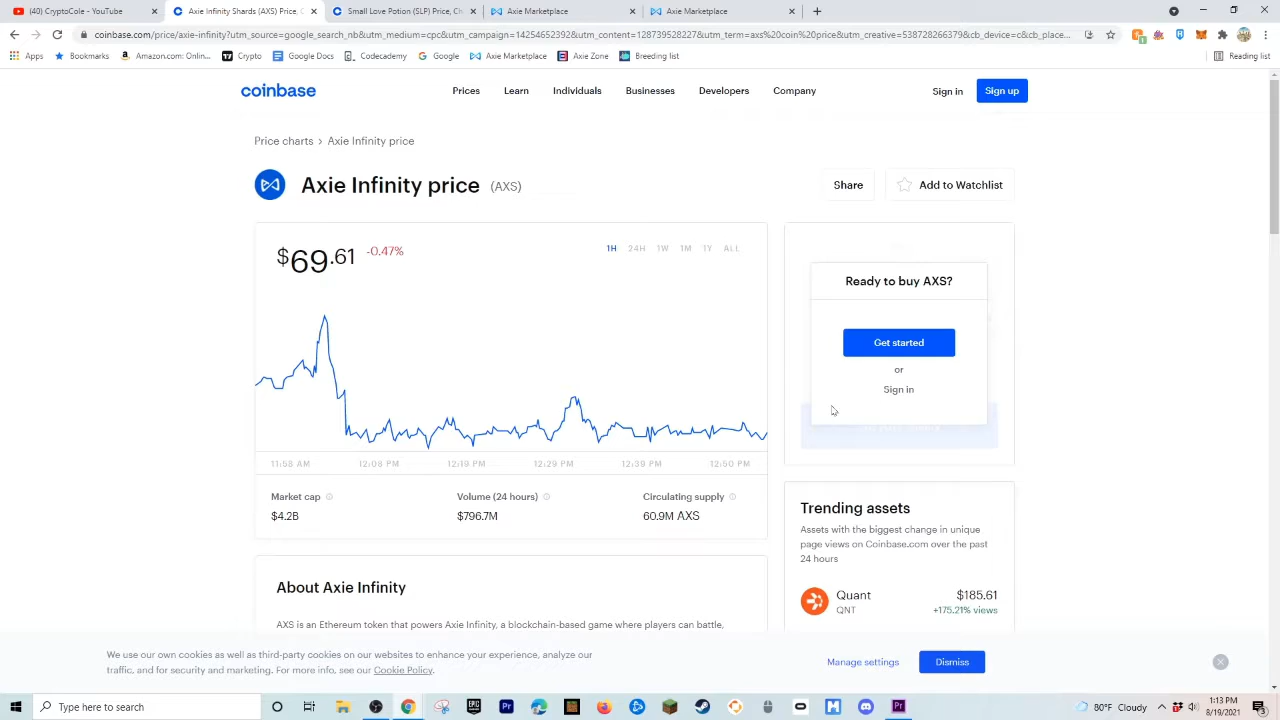 (40) CryptoCole - YouTube
Axie Infinity Shards (AXS) Price, C
Small Love Potion (SLP) Price, Ch
Axie Marketplace
Axie Marketplace
coinbase.com/price/axie-infinity?utm_source=google_search_nb&utm_medium=cpc&utm_campaign=14254652392&utm_content=128739528227&utm_term=axs%20coin%20price&utm_creative=538728266379&cb_device=c&cb_place...
Apps
Bookmarks
Amazon.com: Onlin...
Crypto
Google Docs
Codecademy
Google
Axie Marketplace
Axie Zone
Breeding list
Reading list
coinbase
Prices
Learn
Individuals
Businesses
Developers
Company
Sign in
Sign up
Price charts > Axie Infinity price
Axie Infinity price (AXS)
Share
Add to Watchlist
$69.61 -0.47%
1H 24H 1W 1M 1Y ALL
Ready to buy AXS?
Get started
or
Sign in
11:58 AM 12:08 PM 12:19 PM 12:29 PM 12:39 PM 12:50 PM
Market cap
$4.2B
Volume (24 hours)
$796.7M
Circulating supply
60.9M AXS
Trending assets
Assets with the biggest change in unique
page views on Coinbase.com over the past
24 hours
Quant
QNT
$185.61
+175.21% views
About Axie Infinity
AXS is an Ethereum token that powers Axie Infinity, a blockchain-based game where players can battle,
We use our own cookies as well as third-party cookies on our websites to enhance your experience, analyze our
traffic, and for security and marketing. For more info, see our Cookie Policy.
Manage settings
Dismiss
Type here to search
80°F Cloudy
1:13 PM
8/19/2021